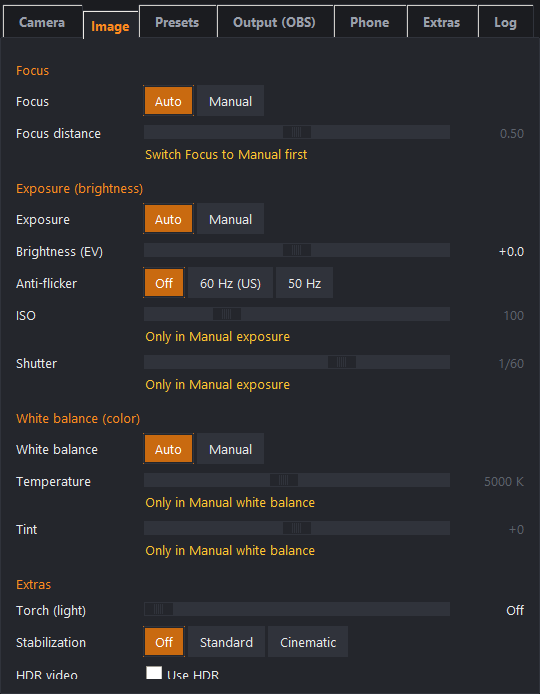 Camera Image Presets Output (OBS) Phone Extras Log
Focus
Focus Auto Manual
Focus distance 0.50
Switch Focus to Manual first
Exposure (brightness)
Exposure Auto Manual
Brightness (EV) +0.0
Anti-flicker Off 60 Hz (US) 50 Hz
ISO 100
Only in Manual exposure
Shutter 1/60
Only in Manual exposure
White balance (color)
White balance Auto Manual
Temperature 5000 K
Only in Manual white balance
Tint +0
Only in Manual white balance
Extras
Torch (light) Off
Stabilization Off Standard Cinematic
HDR video Use HDR